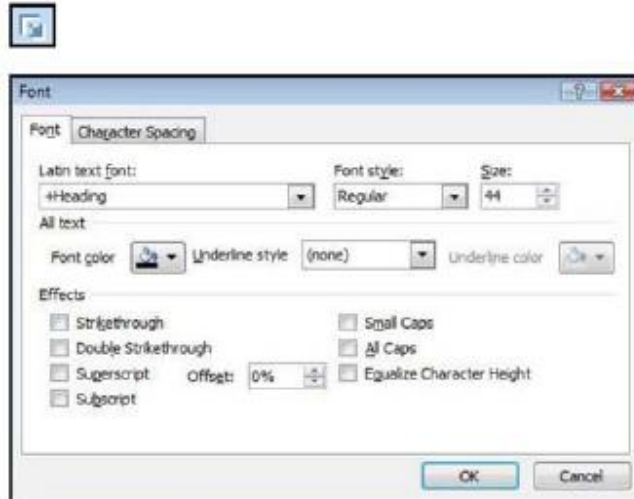 Font
Font Character Spacing
Latin text font: Font style: Size:
+Heading Regular 44
All text
Font color Underline style (none) Underline color
Effects
Strikethrough Small Caps
Double Strikethrough All Caps
Superscript Offset: 0% Equalize Character Height
Subscript
OK Cancel